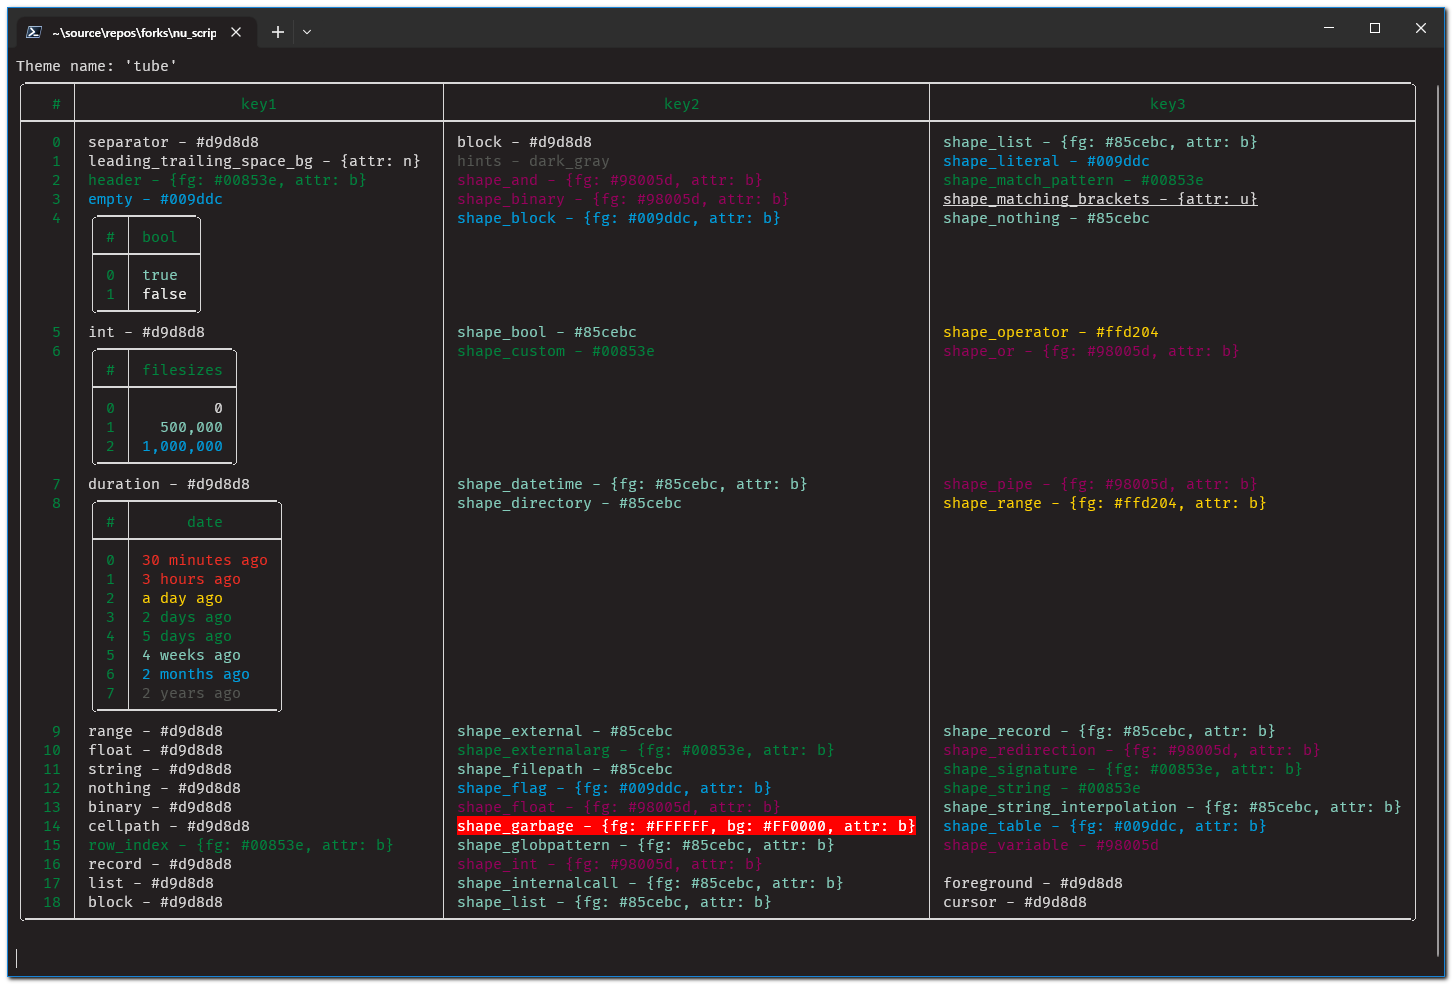 ~\source\repos\forks\nu_scrip
Theme name: 'tube'
# key1 key2 key3
0 separator - #d9d8d8 block - #d9d8d8 shape_list - {fg: #85cebc, attr: b}
1 leading_trailing_space_bg - {attr: n} hints - dark_gray shape_literal - #009ddc
2 header - {fg: #00853e, attr: b} shape_and - {fg: #98005d, attr: b} shape_match_pattern - #00853e
3 empty - #009ddc shape_binary - {fg: #98005d, attr: b} shape_matching_brackets - {attr: u}
4 shape_block - {fg: #009ddc, attr: b} shape_nothing - #85cebc
# bool
0 true
1 false
5 int - #d9d8d8 shape_bool - #85cebc shape_operator - #ffd204
6 shape_custom - #00853e shape_or - {fg: #98005d, attr: b}
# filesizes
0 0
1 500,000
2 1,000,000
7 duration - #d9d8d8 shape_datetime - {fg: #85cebc, attr: b} shape_pipe - {fg: #98005d, attr: b}
8 shape_directory - #85cebc shape_range - {fg: #ffd204, attr: b}
# date
0 30 minutes ago
1 3 hours ago
2 a day ago
3 2 days ago
4 5 days ago
5 4 weeks ago
6 2 months ago
7 2 years ago
9 range - #d9d8d8 shape_external - #85cebc shape_record - {fg: #85cebc, attr: b}
10 float - #d9d8d8 shape_externalarg - {fg: #00853e, attr: b} shape_redirection - {fg: #98005d, attr: b}
11 string - #d9d8d8 shape_filepath - #85cebc shape_signature - {fg: #00853e, attr: b}
12 nothing - #d9d8d8 shape_flag - {fg: #009ddc, attr: b} shape_string - #00853e
13 binary - #d9d8d8 shape_float - {fg: #98005d, attr: b} shape_string_interpolation - {fg: #85cebc, attr: b}
14 cellpath - #d9d8d8 shape_garbage - {fg: #FFFFFF, bg: #FF0000, attr: b} shape_table - {fg: #009ddc, attr: b}
15 row_index - {fg: #00853e, attr: b} shape_globpattern - {fg: #85cebc, attr: b} shape_variable - #98005d
16 record - #d9d8d8 shape_int - {fg: #98005d, attr: b}
17 list - #d9d8d8 shape_internalcall - {fg: #85cebc, attr: b} foreground - #d9d8d8
18 block - #d9d8d8 shape_list - {fg: #85cebc, attr: b} cursor - #d9d8d8